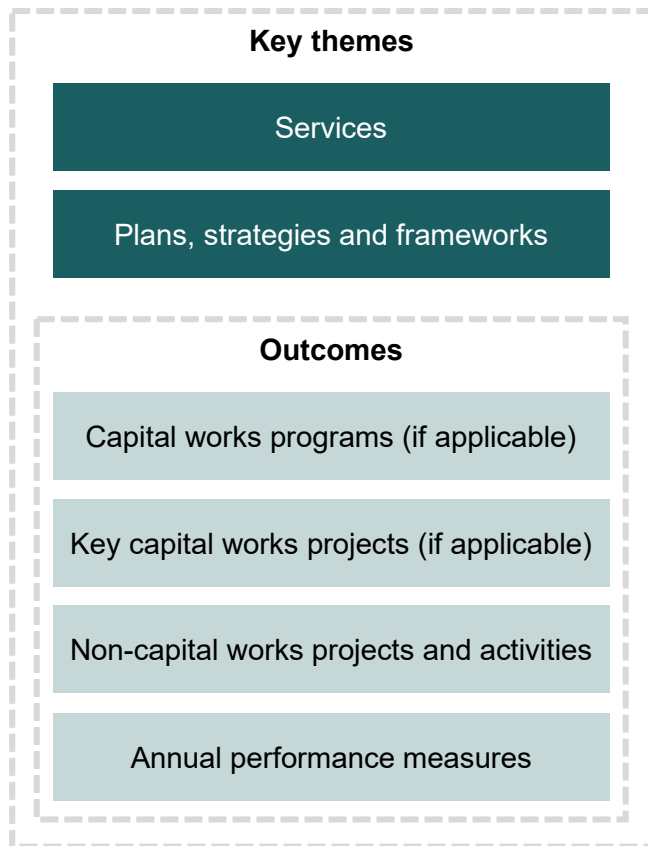 Key themes
Services
Plans, strategies and frameworks
Outcomes
Capital works programs (if applicable)
Key capital works projects (if applicable)
Non-capital works projects and activities
Annual performance measures